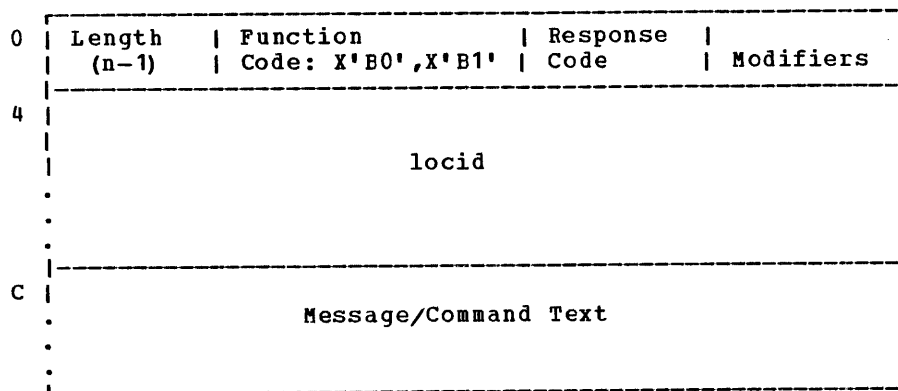 0 | Length | Function | Response |
(n-1) | Code: X'B0',X'B1' | Code | Modifiers
4
locid
C
Message/Command Text